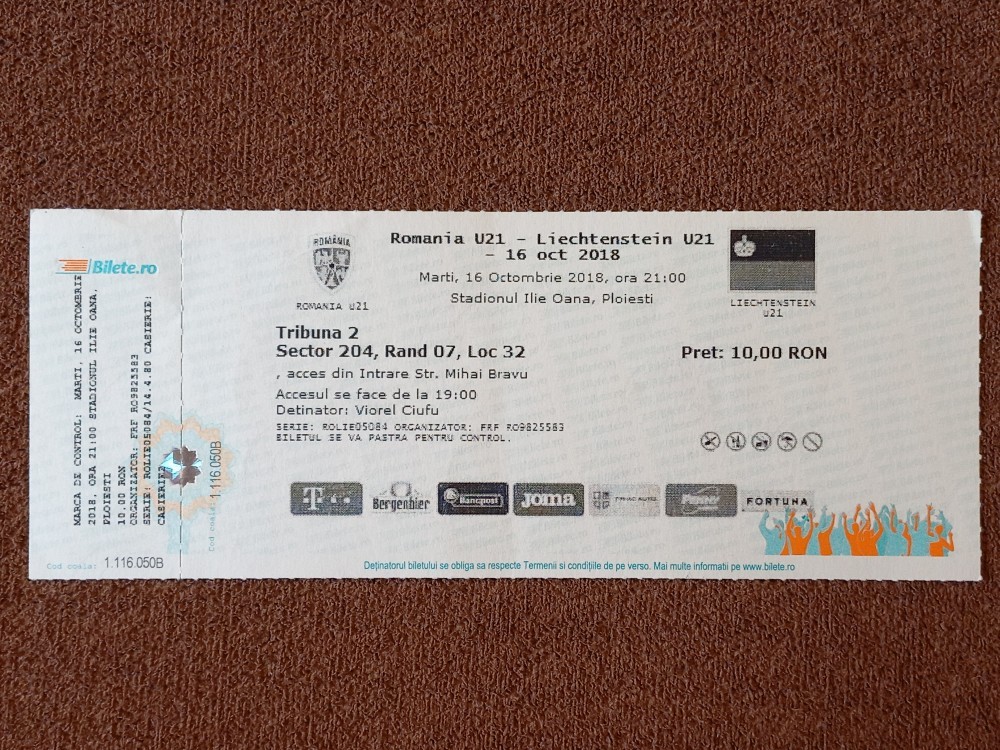 Bilete.ro
MARCA DE CONTROL: MARTI, 16 OCTOMBRIE
2018, ORA 21:00 STADIONUL ILIE OANA,
PLOIESTI
10.00 RON
ORGANIZATOR: FRF RO9825583
SERIE: ROLIE05084/14.4.80 CASIERIE:
CASIERIE2
Cod coala: 1.116.050B
Cod coala: 1.116.050B
ROMÂNIA
ROMANIA U21
Romania U21 - Liechtenstein U21
- 16 oct 2018
Marti, 16 Octombrie 2018, ora 21:00
Stadionul Ilie Oana, Ploiesti
LIECHTENSTEIN
U21
Tribuna 2
Sector 204, Rand 07, Loc 32
Pret: 10,00 RON
, acces din Intrare Str. Mihai Bravu
Accesul se face de la 19:00
Detinator: Viorel Ciufu
SERIE: ROLIE05084 ORGANIZATOR: FRF RO9825583
BILETUL SE VA PASTRA PENTRU CONTROL.
T
Bergenbier
Bancpost
Joma
FORTUNA
Deţinatorul biletului se obliga sa respecte Termenii si condiţiile de pe verso. Mai multe informatii pe www.bilete.ro